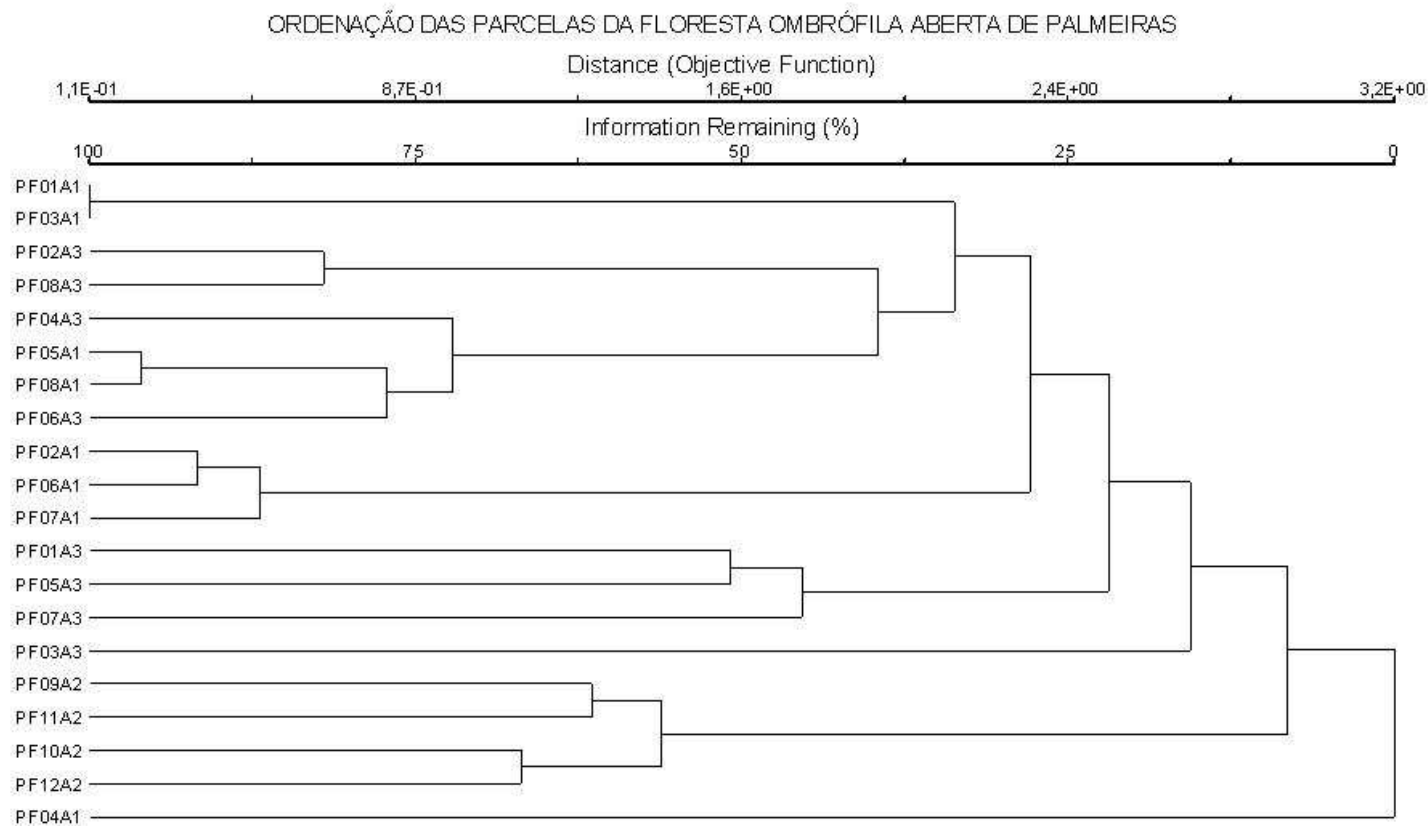 ORDENAÇÃO DAS PARCELAS DA FLORESTA OMBRÓFILA ABERTA DE PALMEIRAS
Distance (Objective Function)
1,1E-01 8,7E-01 1,6E+00 2,4E+00 3,2E+00
Information Remaining (%)
100 75 50 25 0
PF01A1
PF03A1
PF02A3
PF08A3
PF04A3
PF05A1
PF08A1
PF06A3
PF02A1
PF06A1
PF07A1
PF01A3
PF05A3
PF07A3
PF03A3
PF09A2
PF11A2
PF10A2
PF12A2
PF04A1